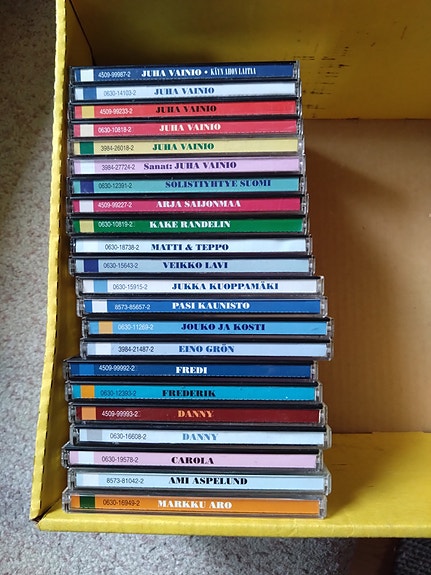 4509-99987-2 JUHA VAINIO • KÄYN AHON LAITAA
0630-14103-2 JUHA VAINIO
4509-99233-2 JUHA VAINIO
0630-10818-2 JUHA VAINIO
3984-26018-2 JUHA VAINIO
3984-27724-2 Sanat: JUHA VAINIO
0630-12391-2 SOLISTIYHTYE SUOMI
4509-99227-2 ARJA SAIJONMAA
0630-10819-2 KAKE RANDELIN
0630-18738-2 MATTI & TEPPO
0630-15643-2 VEIKKO LAVI
0630-15915-2 JUKKA KUOPPAMÄKI
8573-85657-2 PASI KAUNISTO
0630-11269-2 JOUKO JA KOSTI
3984-21487-2 EINO GRÖN
4509-99992-2 FREDI
0630-12393-2 FREDERIK
4509-99993-2 DANNY
0630-16608-2 DANNY
0630-19578-2 CAROLA
8573-81042-2 AMI ASPELUND
0630-16949-2 MARKKU ARO